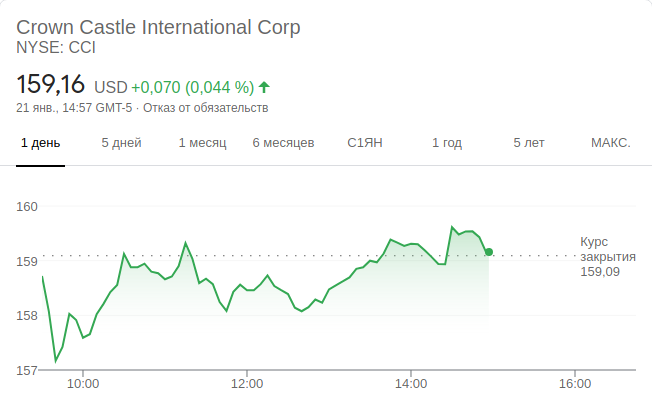 Crown Castle International Corp
NYSE: CCI
159,16 USD +0,070 (0,044 %)
21 янв., 14:57 GMT-5 · Отказ от обязательств
1 день 5 дней 1 месяц 6 месяцев С1ЯН 1 год 5 лет МАКС.
160
159
158
157
Курс
закрытия
159,09
10:00 12:00 14:00 16:00